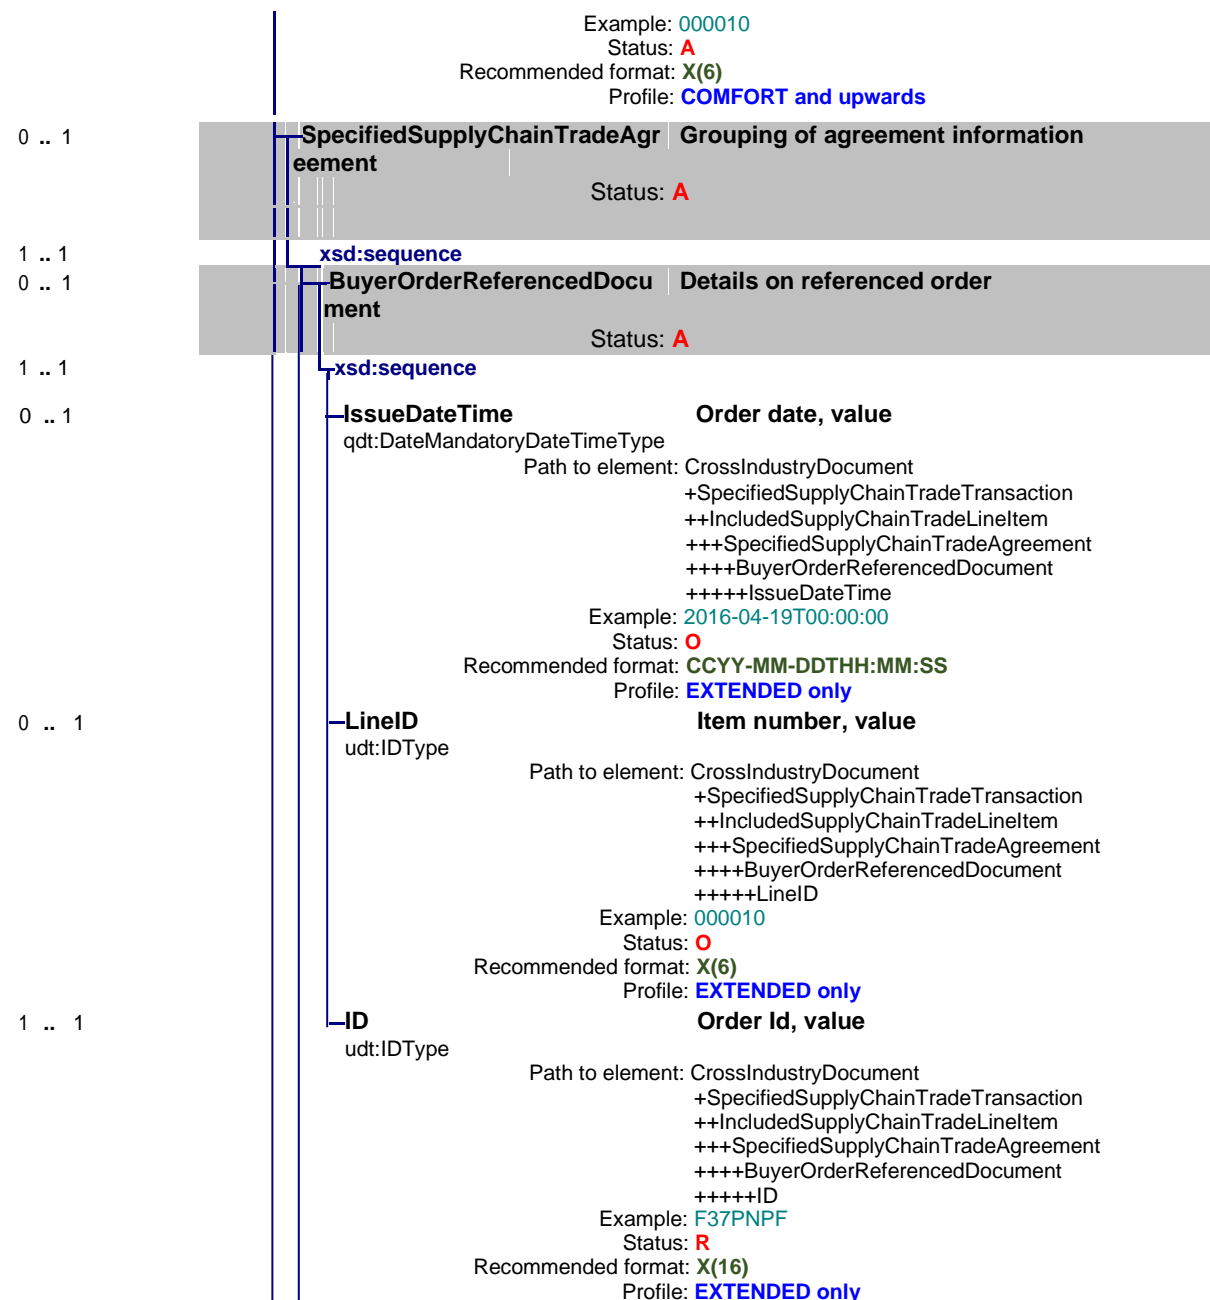 Example: 000010
Status: A
Recommended format: X(6)
Profile: COMFORT and upwards
0 .. 1 SpecifiedSupplyChainTradeAgr Grouping of agreement information
eement
Status: A
1 .. 1 xsd:sequence
0 .. 1 BuyerOrderReferencedDocu Details on referenced order
ment
Status: A
1 .. 1 xsd:sequence
0 .. 1 IssueDateTime Order date, value
qdt:DateMandatoryDateTimeType
Path to element: CrossIndustryDocument
+SpecifiedSupplyChainTradeTransaction
++IncludedSupplyChainTradeLineItem
+++SpecifiedSupplyChainTradeAgreement
++++BuyerOrderReferencedDocument
+++++IssueDateTime
Example: 2016-04-19T00:00:00
Status: O
Recommended format: CCYY-MM-DDTHH:MM:SS
Profile: EXTENDED only
0 .. 1 LineID Item number, value
udt:IDType
Path to element: CrossIndustryDocument
+SpecifiedSupplyChainTradeTransaction
++IncludedSupplyChainTradeLineItem
+++SpecifiedSupplyChainTradeAgreement
++++BuyerOrderReferencedDocument
+++++LineID
Example: 000010
Status: O
Recommended format: X(6)
Profile: EXTENDED only
1 .. 1 ID Order Id, value
udt:IDType
Path to element: CrossIndustryDocument
+SpecifiedSupplyChainTradeTransaction
++IncludedSupplyChainTradeLineItem
+++SpecifiedSupplyChainTradeAgreement
++++BuyerOrderReferencedDocument
+++++ID
Example: F37PNPF
Status: R
Recommended format: X(16)
Profile: EXTENDED only